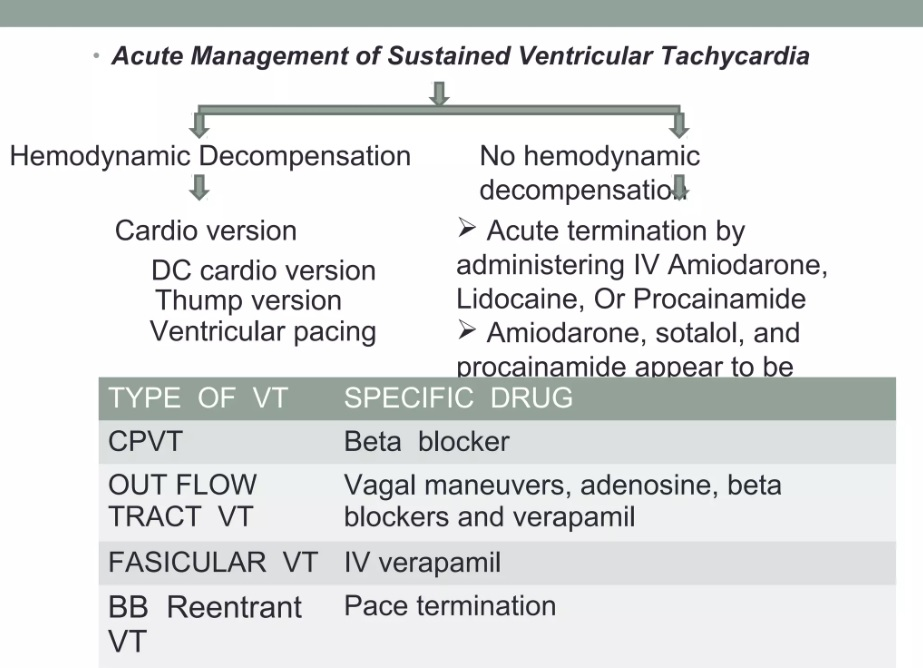 • Acute Management of Sustained Ventricular Tachycardia
Hemodynamic Decompensation
Cardio version
DC cardio version
Thump version
Ventricular pacing
No hemodynamic
decompensation
➢ Acute termination by
administering IV Amiodarone,
Lidocaine, Or Procainamide
➢ Amiodarone, sotalol, and
procainamide appear to be
TYPE OF VT SPECIFIC DRUG
CPVT Beta blocker
OUT FLOW Vagal maneuvers, adenosine, beta
TRACT VT blockers and verapamil
FASICULAR VT IV verapamil
BB Reentrant Pace termination
VT